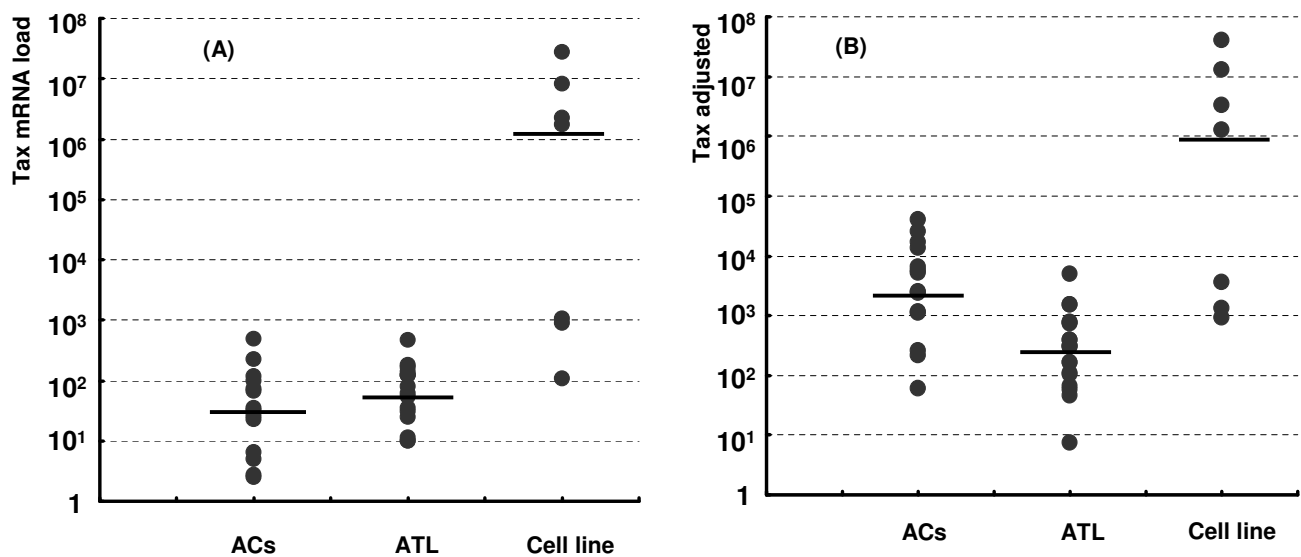 (A)
Tax mRNA load
10⁸
10⁷
10⁶
10⁵
10⁴
10³
10²
10¹
1
ACs
ATL
Cell line
(B)
Tax adjusted
10⁸
10⁷
10⁶
10⁵
10⁴
10³
10²
10¹
1
ACs
ATL
Cell line